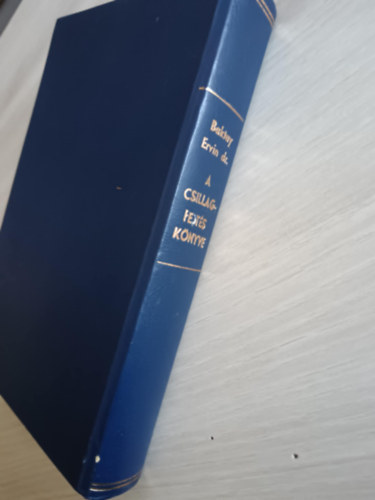 Baktay
Ervin dr.
A
CSILLAG-
FEJTÉS
KÖNYVE